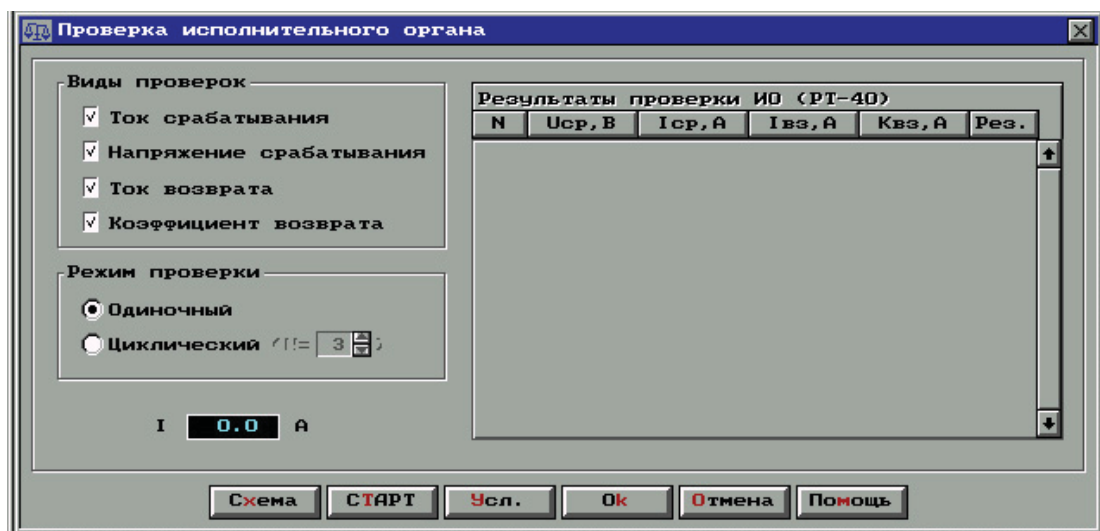 Проверка исполнительного органа
Виды проверок
Ток срабатывания
Напряжение срабатывания
Ток возврата
Коэффициент возврата
Режим проверки
Одиночный
Циклический 3
I 0.0 А
Результаты проверки ИО (РТ-40)
N Uср,В Iср,А Iвз,А Квз,А Рез.
Схема СТАРТ Усл. Ok Отмена Помощь